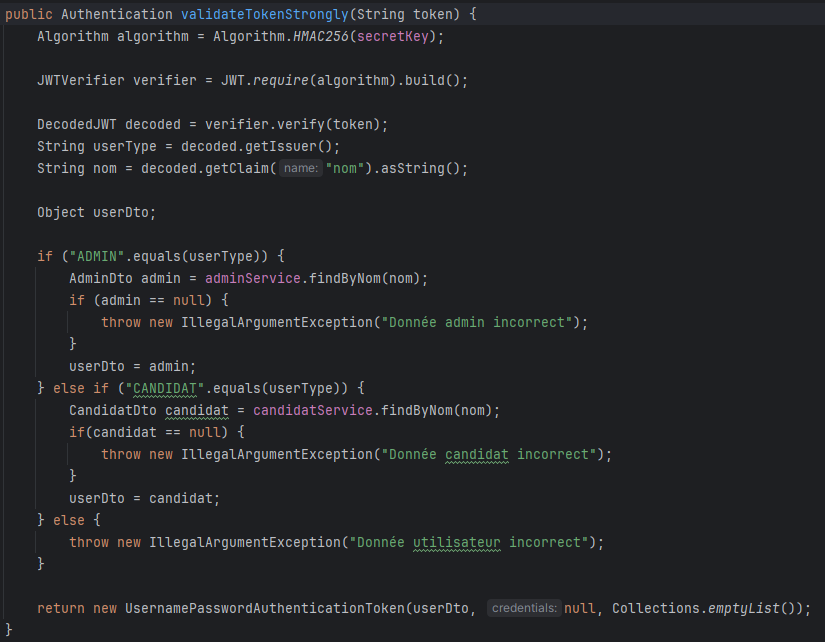 public Authentication validateTokenStrongly(String token) {
    Algorithm algorithm = Algorithm.HMAC256(secretKey);

    JWTVerifier verifier = JWT.require(algorithm).build();

    DecodedJWT decoded = verifier.verify(token);
    String userType = decoded.getIssuer();
    String nom = decoded.getClaim( name: "nom").asString();

    Object userDto;

    if ("ADMIN".equals(userType)) {
        AdminDto admin = adminService.findByNom(nom);
        if (admin == null) {
            throw new IllegalArgumentException("Donnée admin incorrect");
        }
        userDto = admin;
    } else if ("CANDIDAT".equals(userType)) {
        CandidatDto candidat = candidatService.findByNom(nom);
        if(candidat == null) {
            throw new IllegalArgumentException("Donnée candidat incorrect");
        }
        userDto = candidat;
    } else {
        throw new IllegalArgumentException("Donnée utilisateur incorrect");
    }

    return new UsernamePasswordAuthenticationToken(userDto, credentials: null, Collections.emptyList());
}